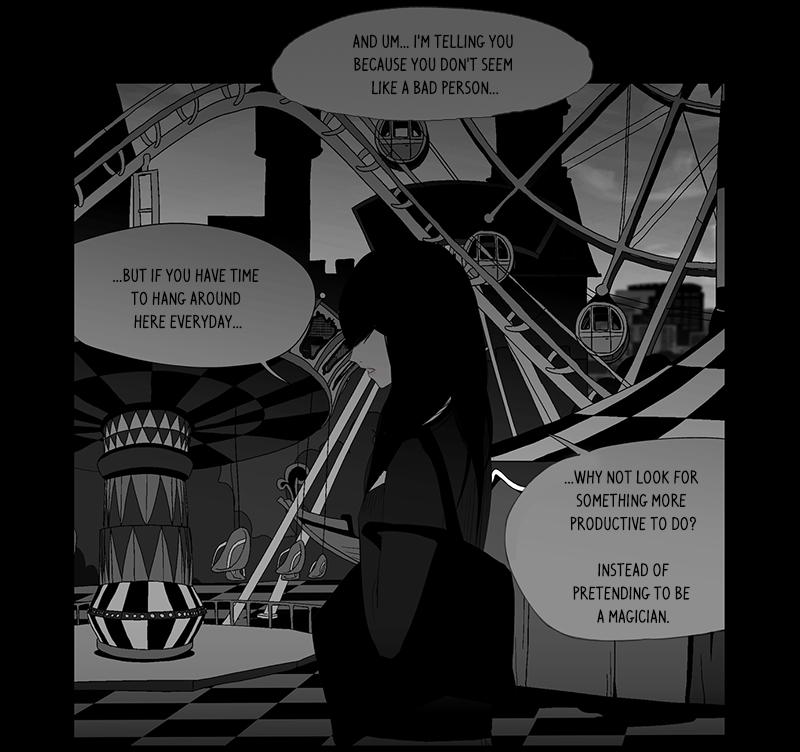 AND UM... I'M TELLING YOU
BECAUSE YOU DON'T SEEM
LIKE A BAD PERSON...
...BUT IF YOU HAVE TIME
TO HANG AROUND
HERE EVERYDAY...
...WHY NOT LOOK FOR
SOMETHING MORE
PRODUCTIVE TO DO?
INSTEAD OF
PRETENDING TO BE
A MAGICIAN.